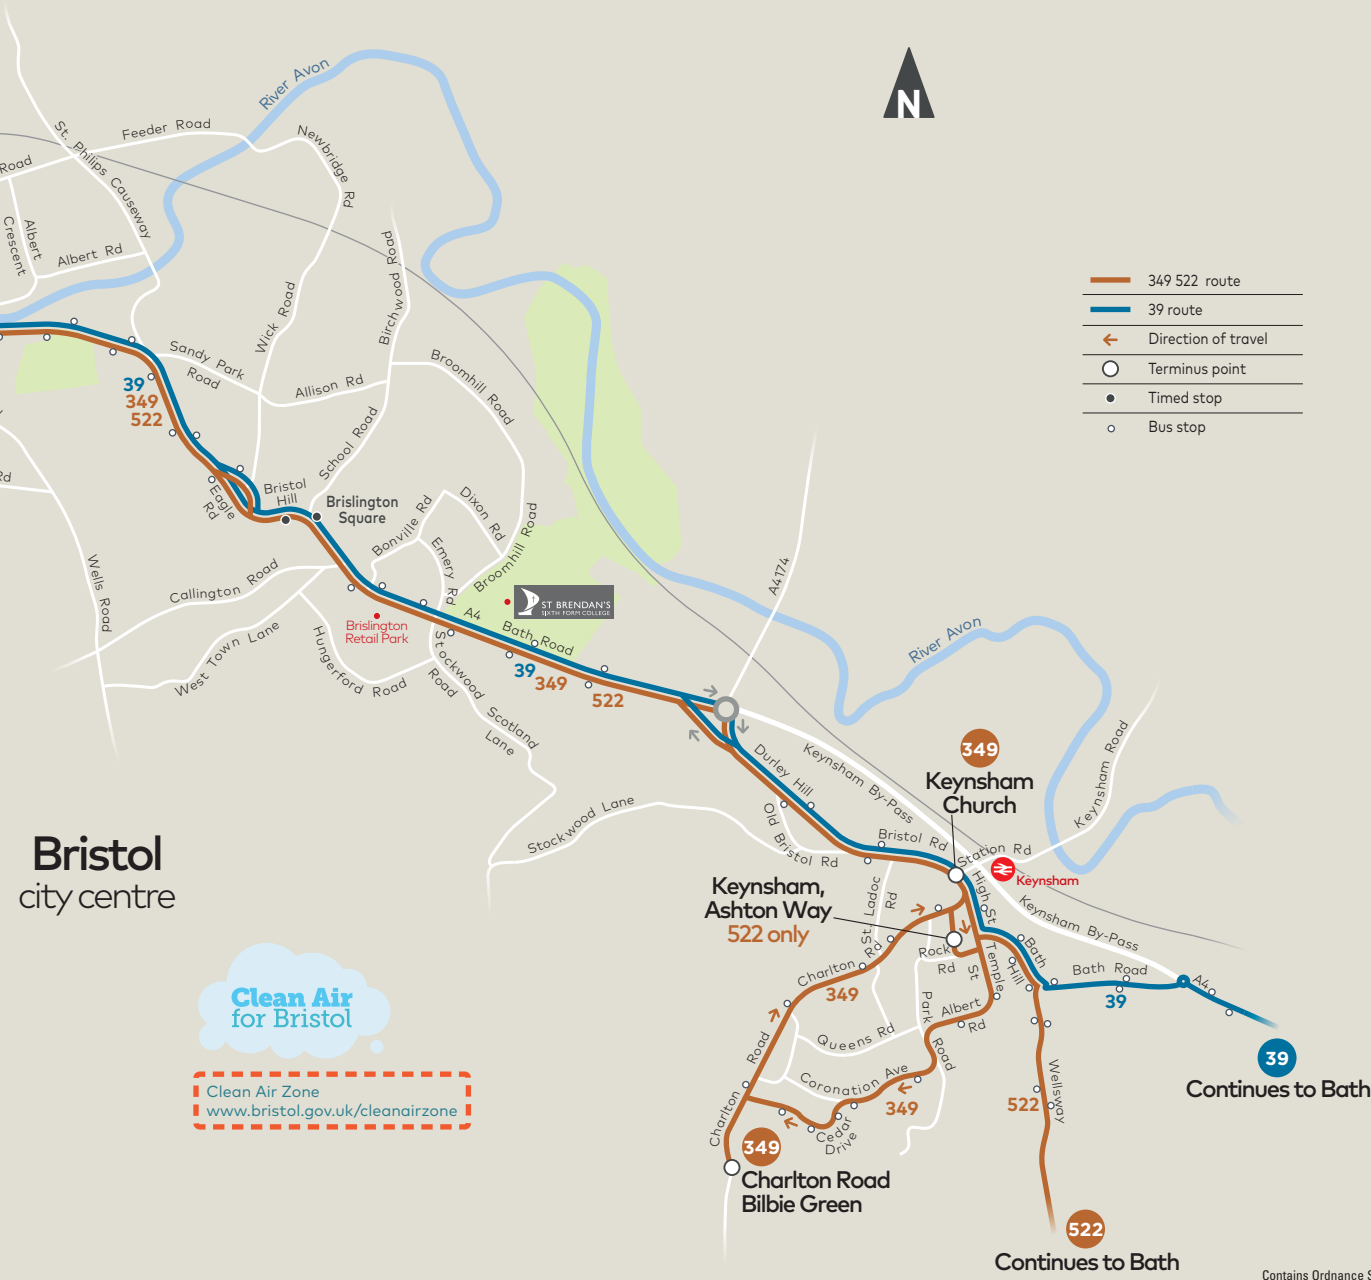 River Avon
Feeder Road
Newbridge Rd
St. Philips Causeway
Road
Albert
Crescent
Albert Rd
Birchwood Road
Wick Road
Sandy Park
Road
Allison Rd
Broomhill Road
39
349
522
School Road
Rd
Eagle
Rd
Bristol
Hill
Brislington
Square
Bonville Rd
Dixon Rd
Emery Rd
Broomhill Road
ST BRENDAN'S
SIXTH FORM COLLEGE
Wells Road
Callington Road
West Town Lane
Hungerford Road
Brislington
Retail Park
A4
Bath Road
Stockwood
Road
39
349
522
Scotland
Lane
Stockwood Lane
A4174
N
349 522 route
39 route
Direction of travel
Terminus point
Timed stop
Bus stop
River Avon
Keynsham Road
Keynsham By-Pass
Durley Hill
Old Bristol Rd
Bristol Rd
349
Keynsham
Church
Station Rd
Keynsham
Keynsham By-Pass
High St
Keynsham,
Ashton Way
522 only
St. Ladoc
Rd
Charlton Rd
349
Rock
Rd
Temple
St
Bath
Hill
Bath Road
39
A4
39
Continues to Bath
Albert
Rd
Park
Road
Queens Rd
Coronation Ave
349
Cedar
Drive
Charlton Road
349
Charlton Road
Bilbie Green
522
Wellsway
522
Continues to Bath
Bristol
city centre
Clean Air
for Bristol
Clean Air Zone
www.bristol.gov.uk/cleanairzone
Contains Ordnance S